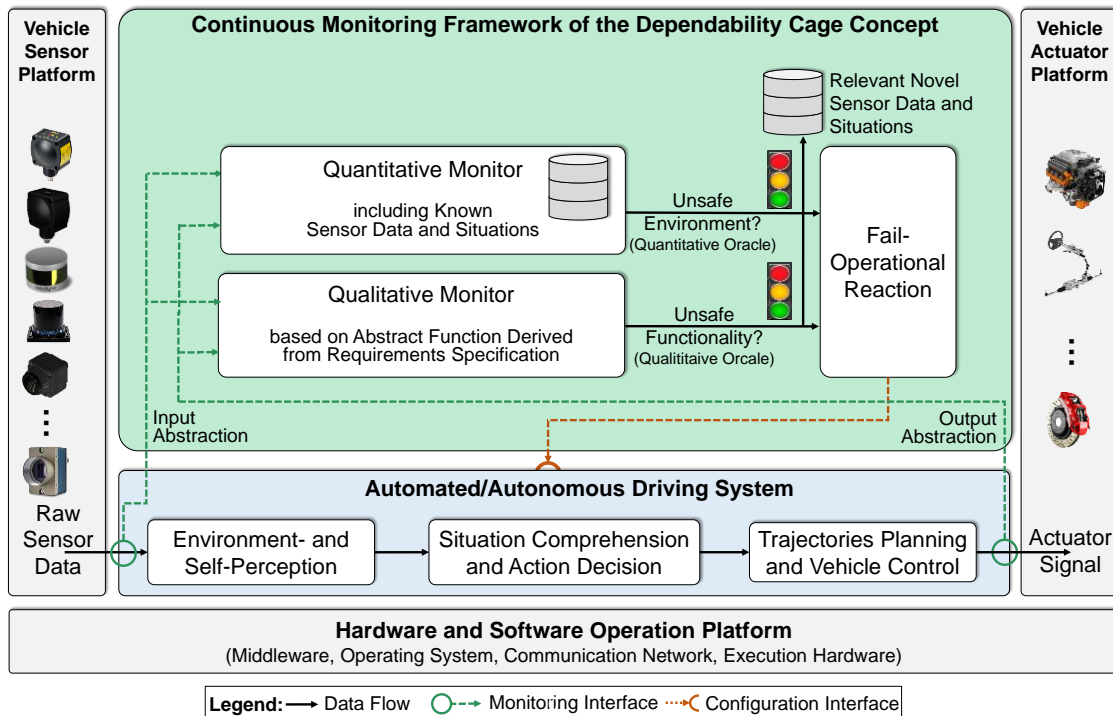 Continuous Monitoring Framework of the Dependability Cage Concept
Vehicle
Sensor
Platform
Vehicle
Actuator
Platform
Relevant Novel
Sensor Data and
Situations
Quantitative Monitor
including Known
Sensor Data and Situations
Unsafe
Environment?
(Quantitative Oracle)
Fail-
Operational
Reaction
Qualitative Monitor
based on Abstract Function Derived
from Requirements Specification
Unsafe
Functionality?
(Qualititaive Orcale)
Input
Abstraction
Output
Abstraction
Automated/Autonomous Driving System
Raw
Sensor
Data
Environment- and
Self-Perception
Situation Comprehension
and Action Decision
Trajectories Planning
and Vehicle Control
Actuator
Signal
Hardware and Software Operation Platform
(Middleware, Operating System, Communication Network, Execution Hardware)
Legend: Data Flow Monitoring Interface Configuration Interface